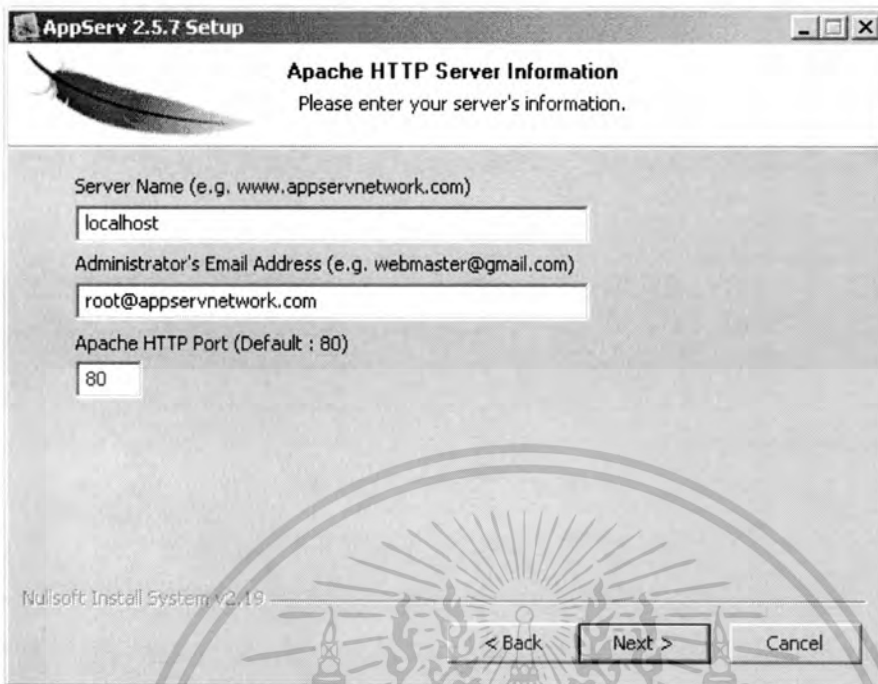 AppServ 2.5.7 Setup
Apache HTTP Server Information
Please enter your server's information.
Server Name (e.g. www.appservnetwork.com)
localhost
Administrator's Email Address (e.g. webmaster@gmail.com)
root@appservnetwork.com
Apache HTTP Port (Default : 80)
80
Nullsoft Install System v2.19
< Back
Next >
Cancel